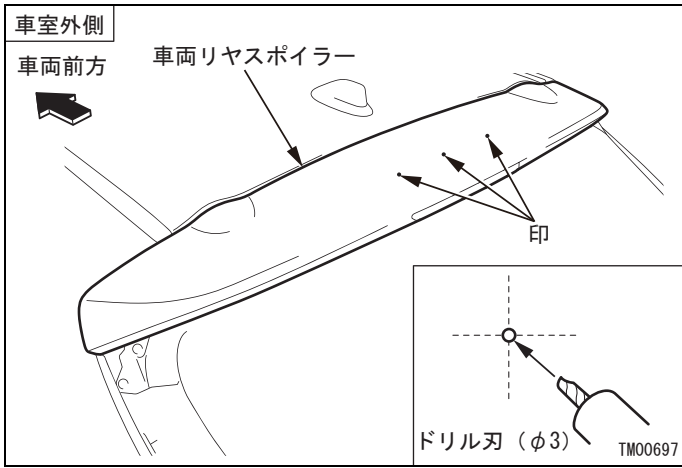 車室外側
車両前方
車両リヤスポイラー
印
ドリル刃（φ3）
TM00697